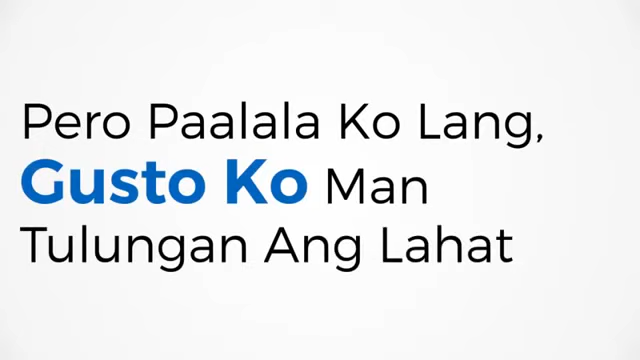 Pero Paalala Ko Lang,
Gusto Ko Man
Tulungan Ang Lahat